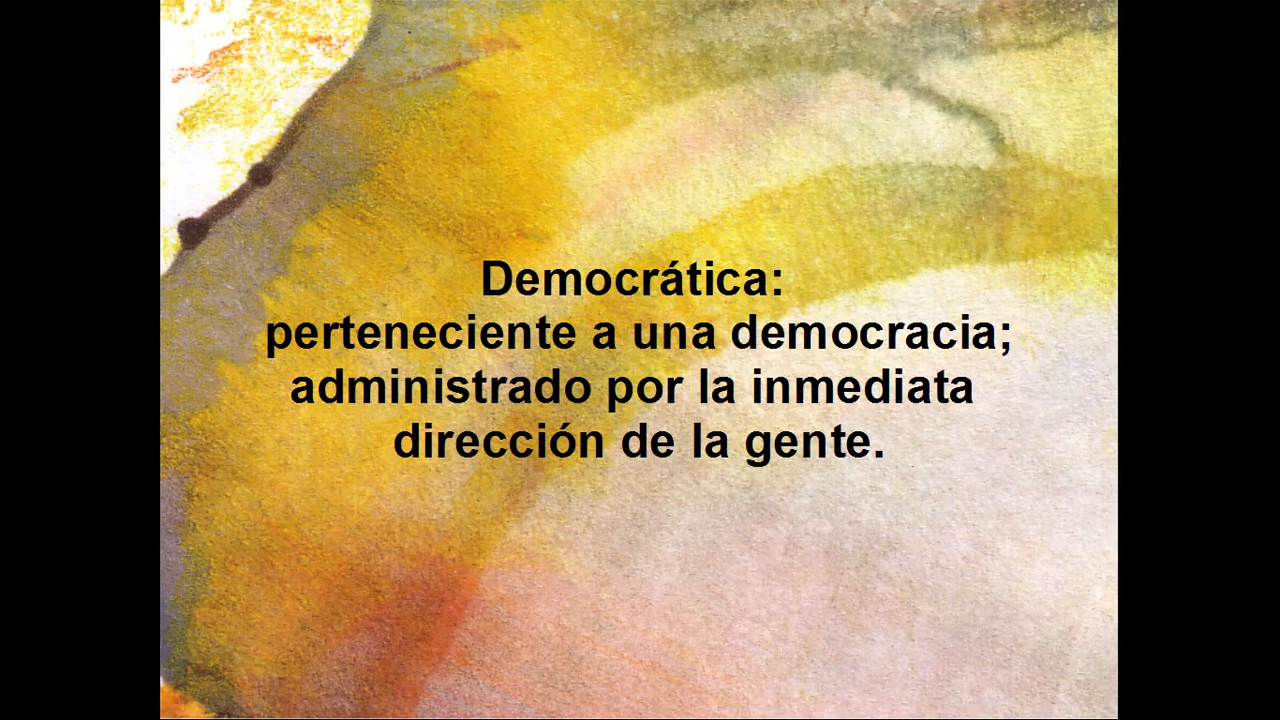 Democrática:
perteneciente a una democracia;
administrado por la inmediata
dirección de la gente.